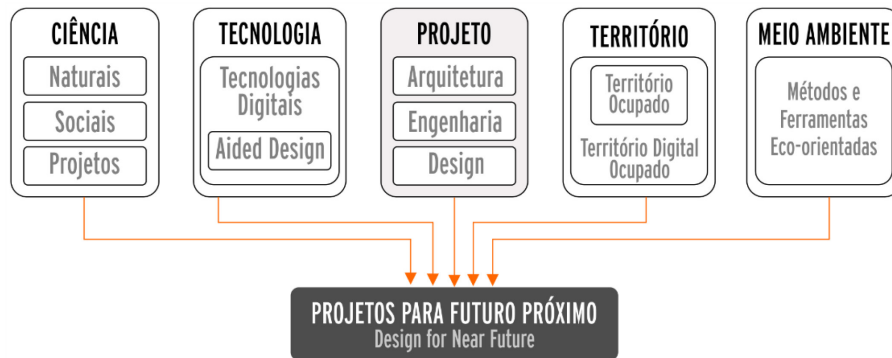 CIÊNCIA
Naturais
Sociais
Projetos
TECNOLOGIA
Tecnologias
Digitais
Aided Design
PROJETO
Arquitetura
Engenharia
Design
TERRITÓRIO
Território
Ocupado
Território Digital
Ocupado
MEIO AMBIENTE
Métodos e
Ferramentas
Eco-orientadas
PROJETOS PARA FUTURO PRÓXIMO
Design for Near Future